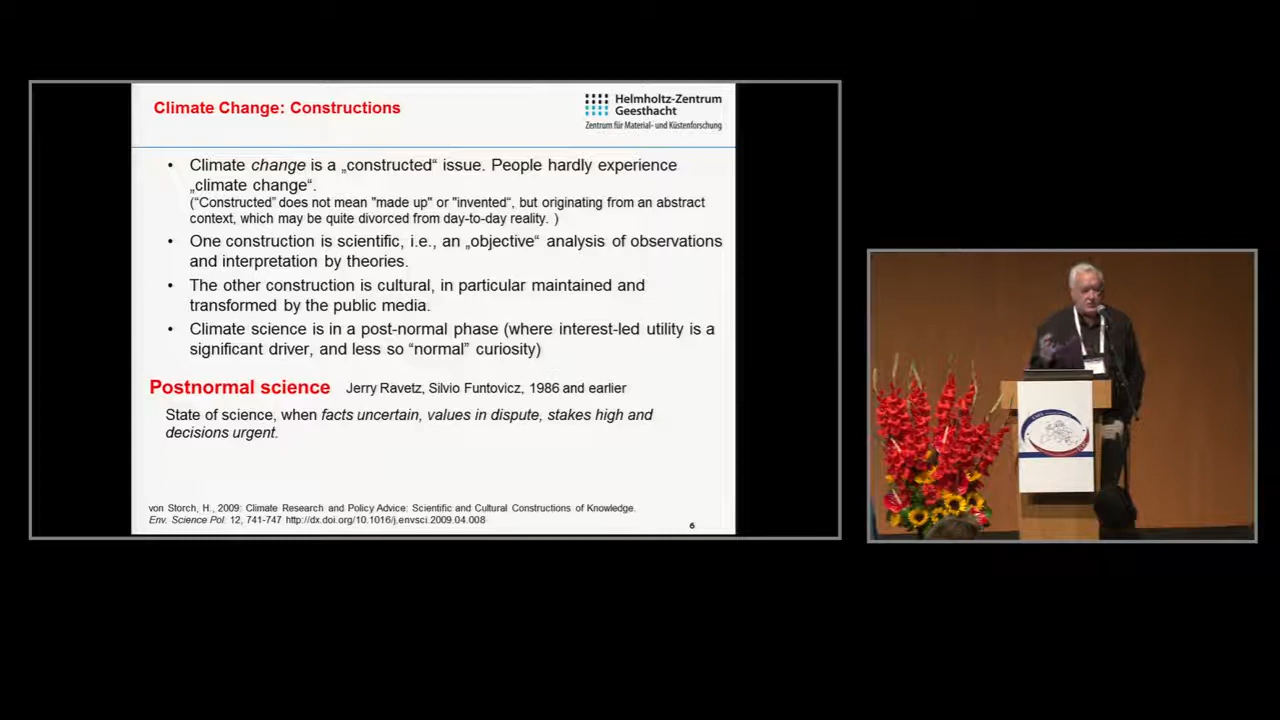 Climate Change: Constructions
Helmholtz-Zentrum
Geesthacht
Zentrum für Material- und Küstenforschung
• Climate change is a „constructed“ issue. People hardly experience
„climate change“.
(“Constructed” does not mean "made up" or "invented“, but originating from an abstract
context, which may be quite divorced from day-to-day reality. )
• One construction is scientific, i.e., an „objective“ analysis of observations
and interpretation by theories.
• The other construction is cultural, in particular maintained and
transformed by the public media.
• Climate science is in a post-normal phase (where interest-led utility is a
significant driver, and less so “normal” curiosity)
Postnormal science Jerry Ravetz, Silvio Funtovicz, 1986 and earlier
State of science, when facts uncertain, values in dispute, stakes high and
decisions urgent.
von Storch, H., 2009: Climate Research and Policy Advice: Scientific and Cultural Constructions of Knowledge.
Env. Science Pol. 12, 741-747 http://dx.doi.org/10.1016/j.envsci.2009.04.008
6